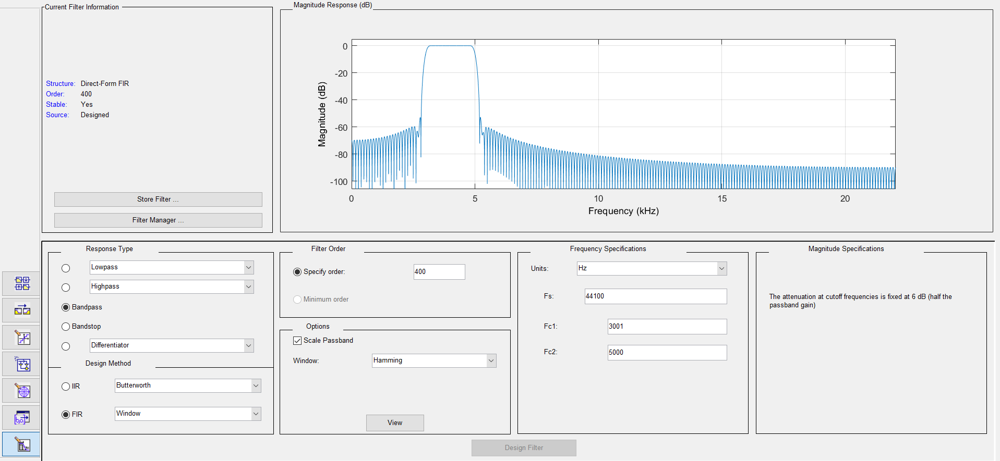 Current Filter Information
Structure: Direct-Form FIR
Order: 400
Stable: Yes
Source: Designed
Store Filter ...
Filter Manager ...
Magnitude Response (dB)
0
-20
-40
-60
-80
-100
Magnitude (dB)
0 5 10 15 20
Frequency (kHz)
Response Type
Lowpass
Highpass
Bandpass
Bandstop
Differentiator
Design Method
IIR Butterworth
FIR Window
Filter Order
Specify order: 400
Minimum order
Options
Scale Passband
Window: Hamming
View
Frequency Specifications
Units: Hz
Fs: 44100
Fc1: 3001
Fc2: 5000
Magnitude Specifications
The attenuation at cutoff frequencies is fixed at 6 dB (half the
passband gain)
Design Filter